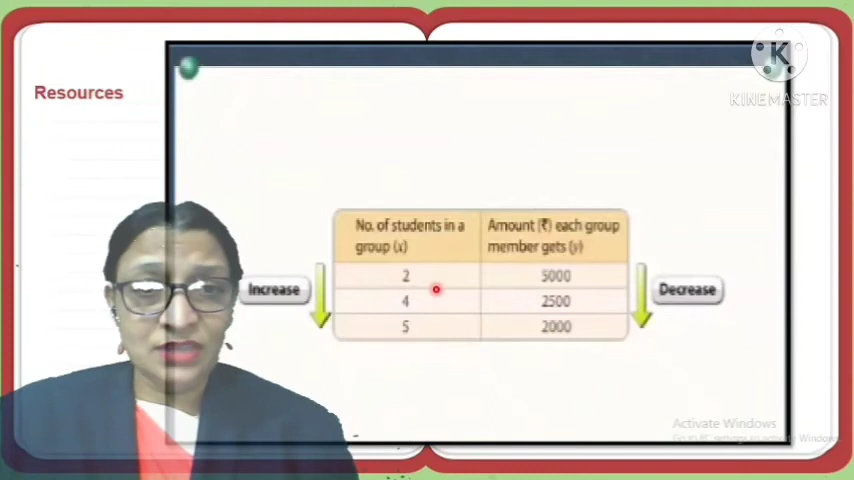 Resources
K
KINEMASTER
No. of students in a
group (x)
Amount (₹) each group
member gets (y)
2
5000
Increase
4
2500
Decrease
5
2000
Activate Windows